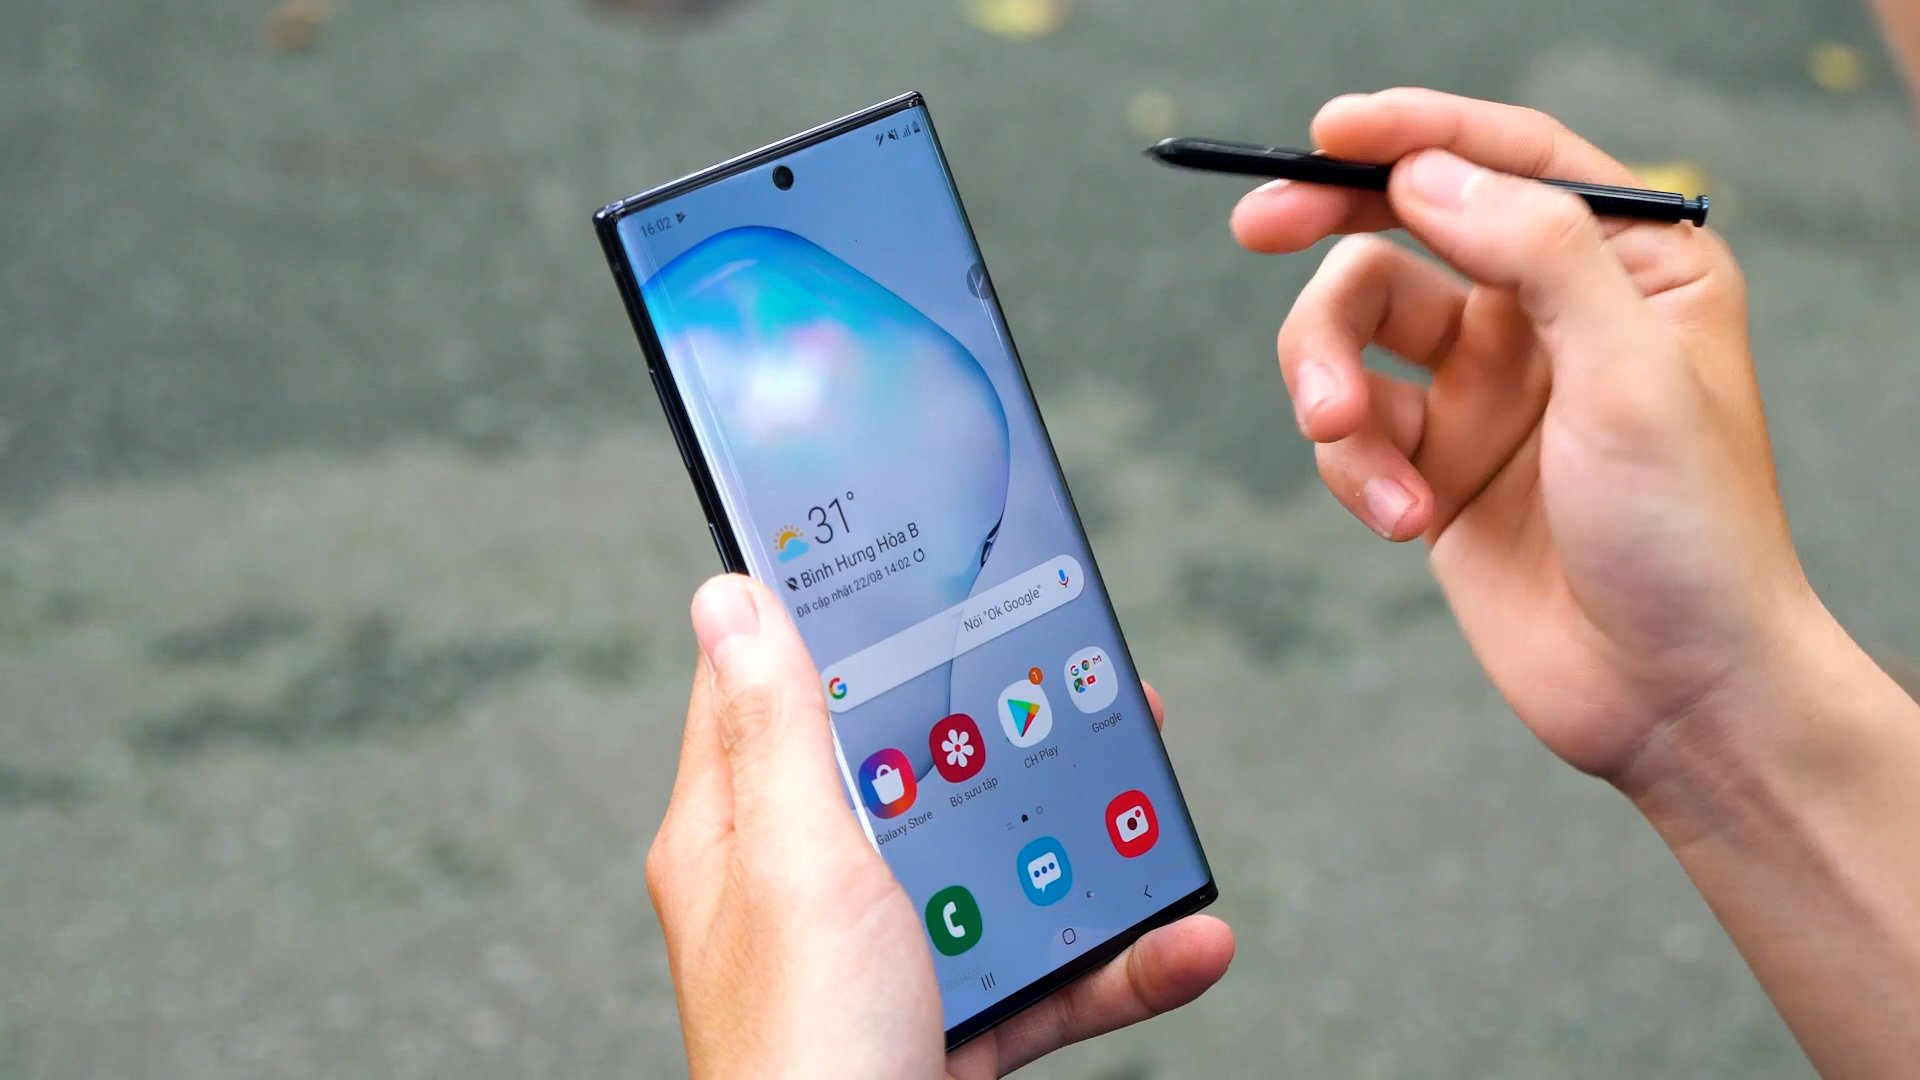 16:02
31°
Bình Hưng Hòa B
Đã cập nhật 22/08 14:02
Nói "Ok Google"
1
Galaxy Store
Bộ sưu tập
CH Play
Google